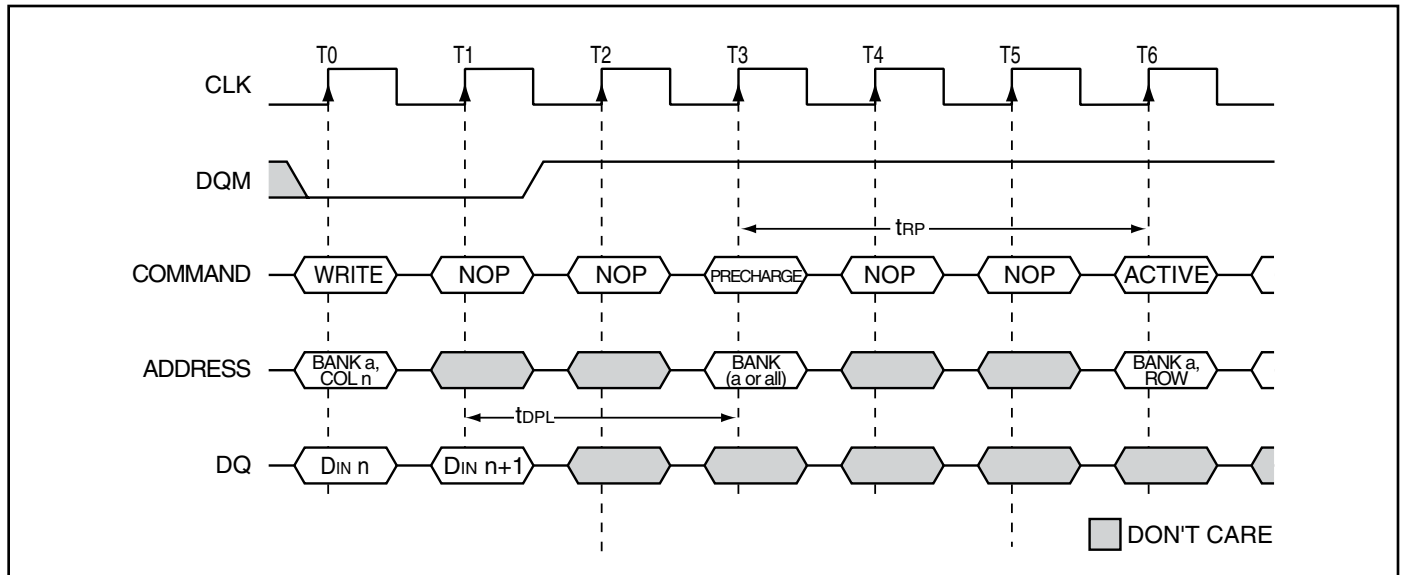 T0 T1 T2 T3 T4 T5 T6
CLK
DQM
tRP
COMMAND WRITE NOP NOP PRECHARGE NOP NOP ACTIVE
ADDRESS BANK a, COL n BANK (a or all) BANK a, ROW
tDPL
DQ DIN n DIN n+1
DON'T CARE